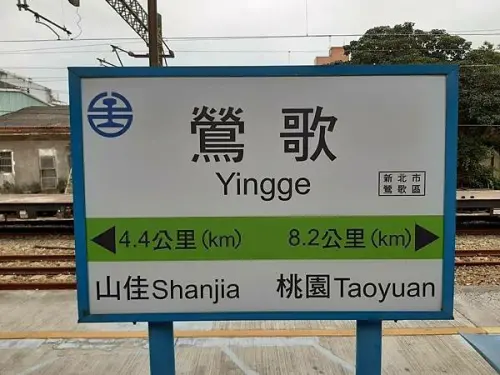 鶯歌
Yingge
新北市
鶯歌區
4.4公里(km) 8.2公里(km)
山佳Shanjia 桃園Taoyuan